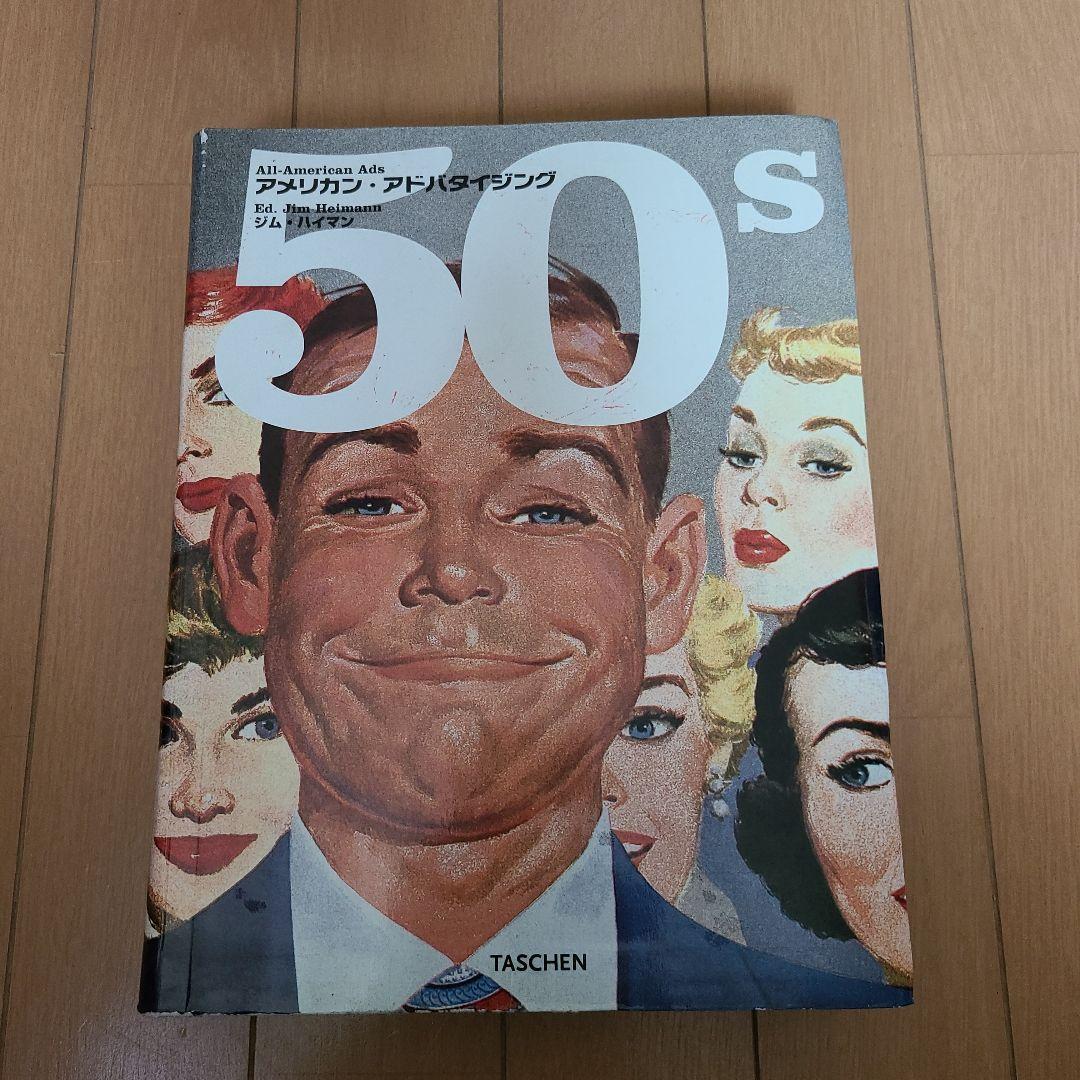 50s
All-American Ads
アメリカン・アドバタイジング
Ed. Jim Heimann
ジム・ハイマン
TASCHEN